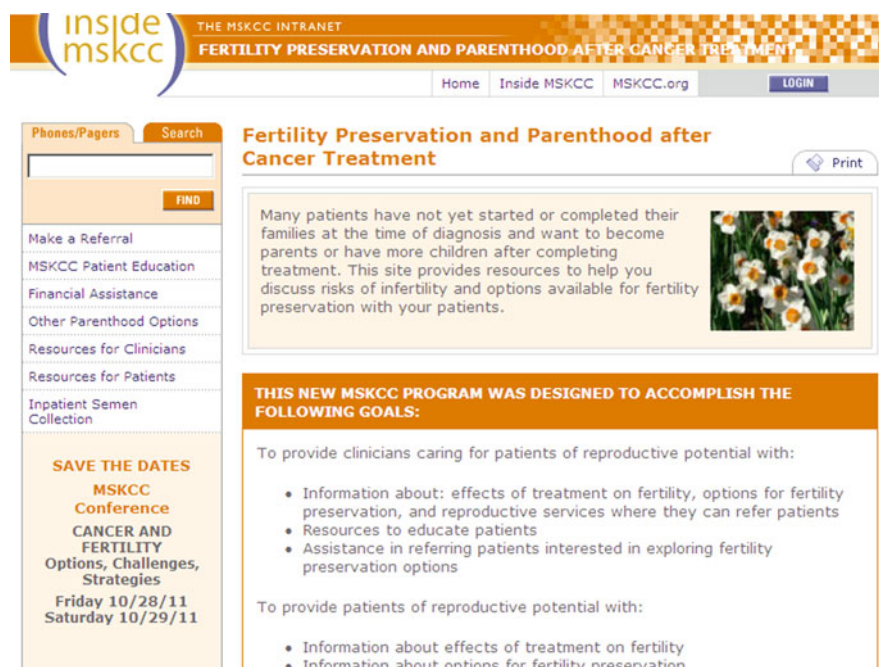 inside
mskcc
THE MSKCC INTRANET
FERTILITY PRESERVATION AND PARENTHOOD AFTER CANCER TREATMENT
Home
Inside MSKCC
MSKCC.org
LOGIN
Phones/Pagers
Search
FIND
Make a Referral
MSKCC Patient Education
Financial Assistance
Other Parenthood Options
Resources for Clinicians
Resources for Patients
Inpatient Semen
Collection
SAVE THE DATES
MSKCC
Conference
CANCER AND
FERTILITY
Options, Challenges,
Strategies
Friday 10/28/11
Saturday 10/29/11
Fertility Preservation and Parenthood after
Cancer Treatment
Print
Many patients have not yet started or completed their
families at the time of diagnosis and want to become
parents or have more children after completing
treatment. This site provides resources to help you
discuss risks of infertility and options available for fertility
preservation with your patients.
THIS NEW MSKCC PROGRAM WAS DESIGNED TO ACCOMPLISH THE
FOLLOWING GOALS:
To provide clinicians caring for patients of reproductive potential with:
• Information about: effects of treatment on fertility, options for fertility
preservation, and reproductive services where they can refer patients
• Resources to educate patients
• Assistance in referring patients interested in exploring fertility
preservation options
To provide patients of reproductive potential with:
• Information about effects of treatment on fertility
• Information about options for fertility preservation